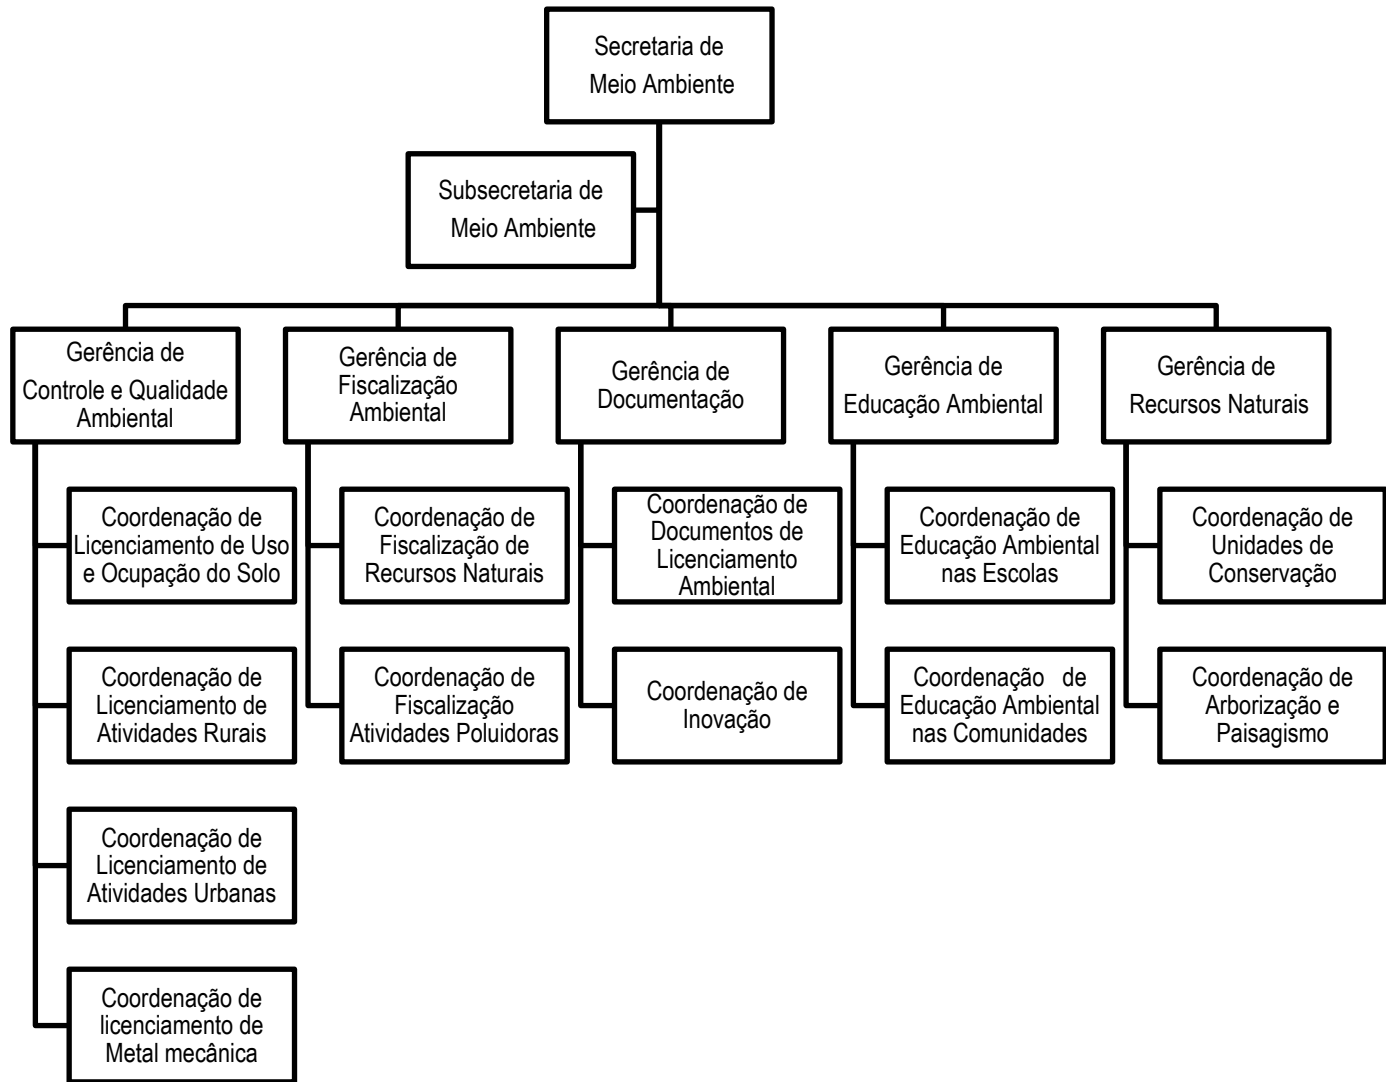 Secretaria de
Meio Ambiente
Subsecretaria de
Meio Ambiente
Gerência de
Controle e Qualidade
Ambiental
Gerência de
Fiscalização
Ambiental
Gerência de
Documentação
Gerência de
Educação Ambiental
Gerência de
Recursos Naturais
Coordenação de
Licenciamento de Uso
e Ocupação do Solo
Coordenação de
Fiscalização de
Recursos Naturais
Coordenação de
Documentos de
Licenciamento
Ambiental
Coordenação de
Educação Ambiental
nas Escolas
Coordenação de
Unidades de
Conservação
Coordenação de
Licenciamento de
Atividades Rurais
Coordenação de
Fiscalização
Atividades Poluidoras
Coordenação de
Inovação
Coordenação de
Educação Ambiental
nas Comunidades
Coordenação de
Arborização e
Paisagismo
Coordenação de
Licenciamento de
Atividades Urbanas
Coordenação de
licenciamento de
Metal mecânica